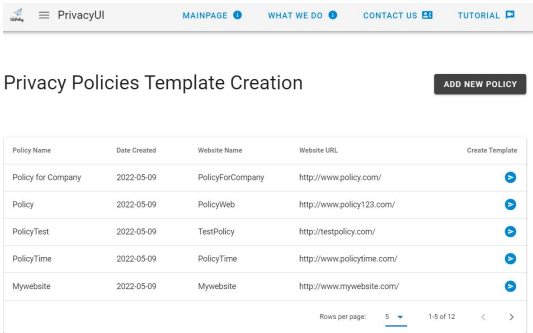 PrivacyUI MAINPAGE WHAT WE DO CONTACT US TUTORIAL
Privacy Policies Template Creation ADD NEW POLICY
Policy Name Date Created Website Name Website URL Create Template
Policy for Company 2022-05-09 PolicyForCompany http://www.policy.com/
Policy 2022-05-09 PolicyWeb http://www.policy123.com/
PolicyTest 2022-05-09 TestPolicy http://testpolicy.com/
PolicyTime 2022-05-09 PolicyTime http://www.policytime.com/
Mywebsite 2022-05-09 Mywebsite http://www.mywebsite.com/
Rows per page: 5 1-5 of 12